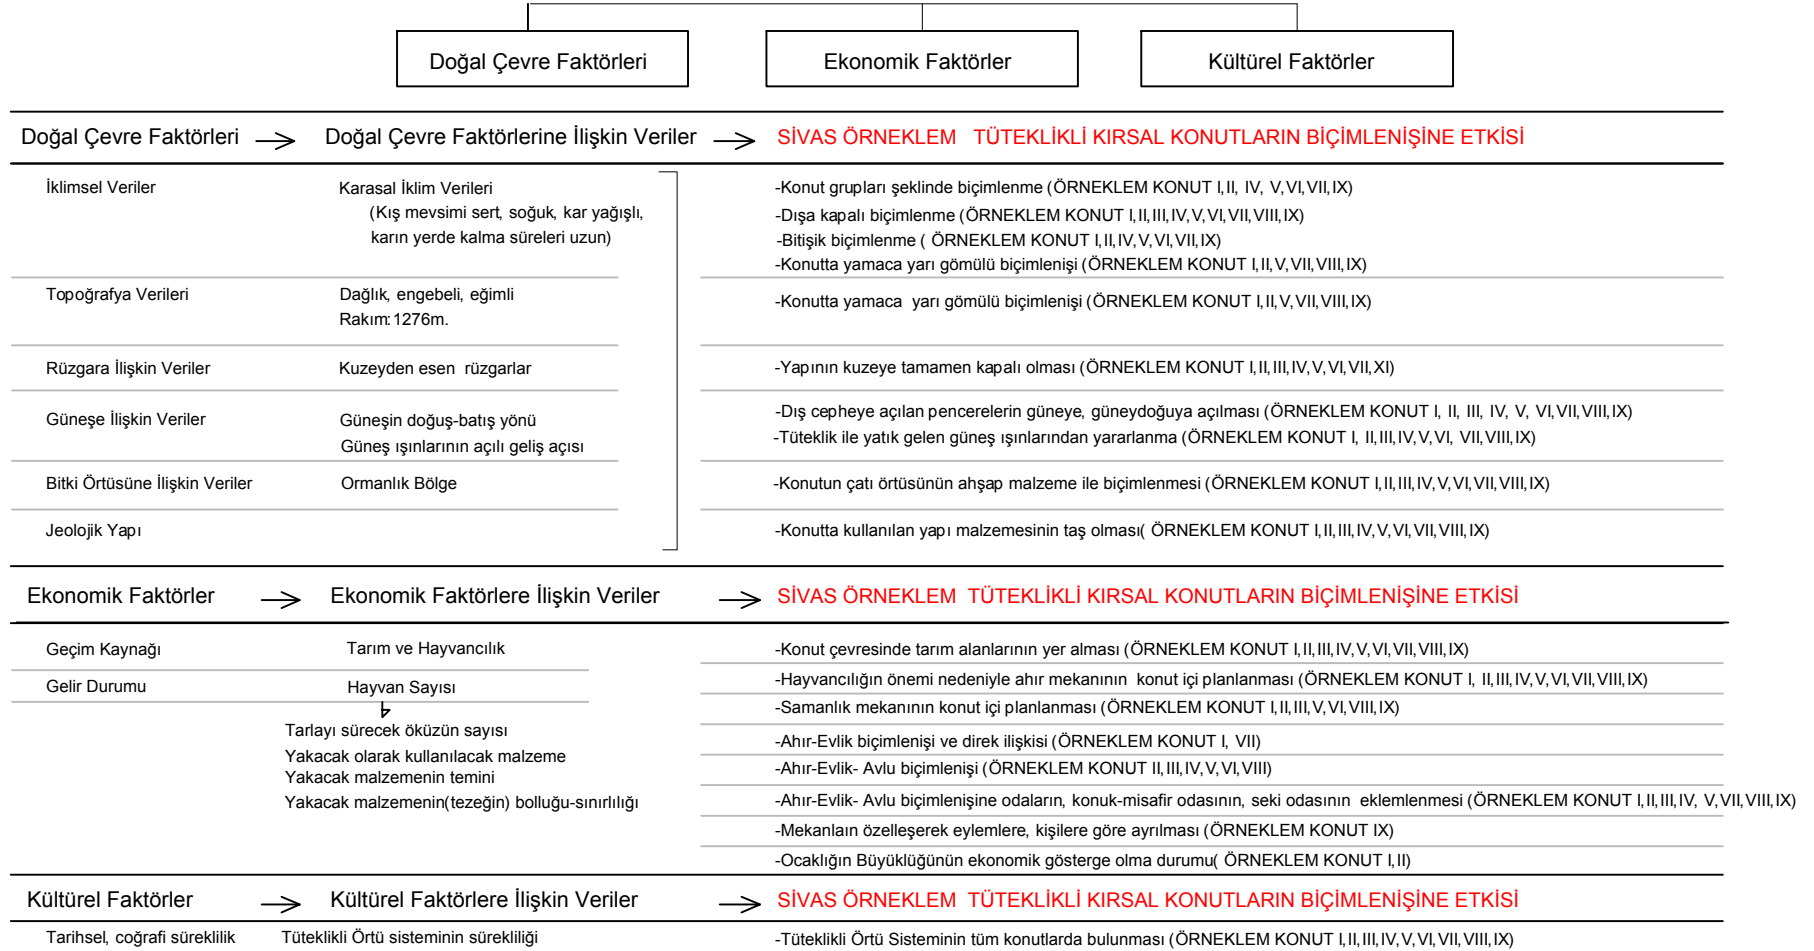 Doğal Çevre Faktörleri
Ekonomik Faktörler
Kültürel Faktörler
Doğal Çevre Faktörleri
Doğal Çevre Faktörlerine İlişkin Veriler
SİVAS ÖRNEKLEM TÜTEKLİKLİ KIRSAL KONUTLARIN BİÇİMLENİŞİNE ETKİSİ
İklimsel Veriler
Karasal İklim Verileri
(Kış mevsimi sert, soğuk, kar yağışlı,
karın yerde kalma süreleri uzun)
-Konut grupları şeklinde biçimlenme (ÖRNEKLEM KONUT I,II, IV, V,VI,VII,IX)
-Dışa kapalı biçimlenme (ÖRNEKLEM KONUT I,II,III,IV,V,VI,VII,VIII,IX)
-Bitişik biçimlenme ( ÖRNEKLEM KONUT I,II,IV,V,VI,VII,IX)
-Konutta yamaca yarı gömülü biçimlenişi (ÖRNEKLEM KONUT I,II,V,VII,VIII,IX)
Topoğrafya Verileri
Dağlık, engebeli, eğimli
Rakım:1276m.
-Konutta yamaca yarı gömülü biçimlenişi (ÖRNEKLEM KONUT I,II,V,VII,VIII,IX)
Rüzgara İlişkin Veriler
Kuzeyden esen rüzgarlar
-Yapının kuzeye tamamen kapalı olması (ÖRNEKLEM KONUT I,II,III,IV,V,VI,VII,XI)
Güneşe İlişkin Veriler
Güneşin doğuş-batış yönü
Güneş ışınlarının açılı geliş açısı
-Dış cepheye açılan pencerelerin güneye, güneydoğuya açılması (ÖRNEKLEM KONUT I, II, III, IV, V, VI,VII,VIII,IX)
-Tüteklik ile yatık gelen güneş ışınlarından yararlanma (ÖRNEKLEM KONUT I, II,III,IV,V,VI, VII,VIII,IX)
Bitki Örtüsüne İlişkin Veriler
Ormanlık Bölge
-Konutun çatı örtüsünün ahşap malzeme ile biçimlenmesi (ÖRNEKLEM KONUT I,II,III,IV,V,VI,VII,VIII,IX)
Jeolojik Yapı
-Konutta kullanılan yapı malzemesinin taş olması( ÖRNEKLEM KONUT I,II,III,IV,V,VI,VII,VIII,IX)
Ekonomik Faktörler
Ekonomik Faktörlere İlişkin Veriler
SİVAS ÖRNEKLEM TÜTEKLİKLİ KIRSAL KONUTLARIN BİÇİMLENİŞİNE ETKİSİ
Geçim Kaynağı
Tarım ve Hayvancılık
-Konut çevresinde tarım alanlarının yer alması (ÖRNEKLEM KONUT I,II,III,IV,V,VI,VII,VIII,IX)
Gelir Durumu
Hayvan Sayısı
-Hayvancılığın önemi nedeniyle ahır mekanının konut içi planlanması (ÖRNEKLEM KONUT I, II,III,IV,V,VI,VII,VIII,IX)
-Samanlık mekanının konut içi planlanması (ÖRNEKLEM KONUT I,II,III,V,VI,VIII,IX)
Tarlayı sürecek öküzün sayısı
Yakacak olarak kullanılacak malzeme
Yakacak malzemenin temini
Yakacak malzemenin(tezeğin) bolluğu-sınırlılığı
-Ahır-Evlik biçimlenişi ve direk ilişkisi (ÖRNEKLEM KONUT I, VII)
-Ahır-Evlik- Avlu biçimlenişi (ÖRNEKLEM KONUT II,III,IV,V,VI,VIII)
-Ahır-Evlik- Avlu biçimlenişine odaların, konuk-misafir odasının, seki odasının eklemlenmesi (ÖRNEKLEM KONUT I,II,III,IV, V,VII,VIII,IX)
-Mekanlaın özelleşerek eylemlere, kişilere göre ayrılması (ÖRNEKLEM KONUT IX)
-Ocaklığın Büyüklüğünün ekonomik gösterge olma durumu( ÖRNEKLEM KONUT I,II)
Kültürel Faktörler
Kültürel Faktörlere İlişkin Veriler
SİVAS ÖRNEKLEM TÜTEKLİKLİ KIRSAL KONUTLARIN BİÇİMLENİŞİNE ETKİSİ
Tarihsel, coğrafi süreklilik
Tüteklikli Örtü sisteminin sürekliliği
-Tüteklikli Örtü Sisteminin tüm konutlarda bulunması (ÖRNEKLEM KONUT I,II,III,IV,V,VI,VII,VIII,IX)